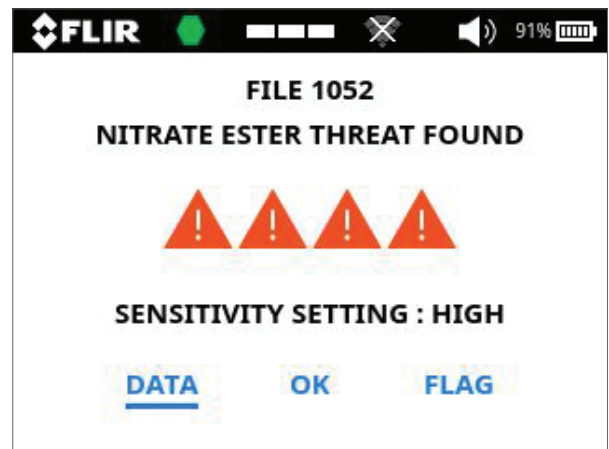 FLIR 91%
FILE 1052
NITRATE ESTER THREAT FOUND
! ! ! !
SENSITIVITY SETTING : HIGH
DATA OK FLAG